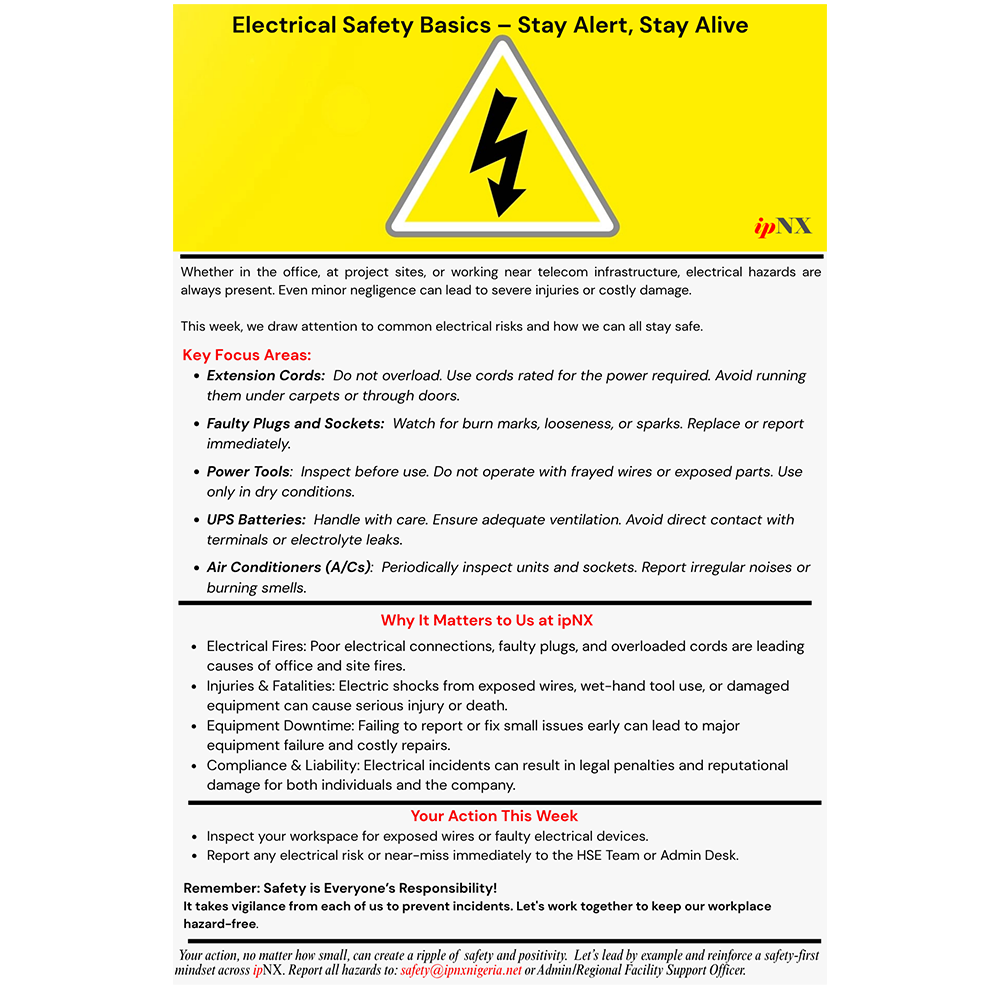 Electrical Safety Basics – Stay Alert, Stay Alive
ipNX
Whether in the office, at project sites, or working near telecom infrastructure, electrical hazards are
always present. Even minor negligence can lead to severe injuries or costly damage.
This week, we draw attention to common electrical risks and how we can all stay safe.
Key Focus Areas:
• Extension Cords: Do not overload. Use cords rated for the power required. Avoid running
them under carpets or through doors.
• Faulty Plugs and Sockets: Watch for burn marks, looseness, or sparks. Replace or report
immediately.
• Power Tools: Inspect before use. Do not operate with frayed wires or exposed parts. Use
only in dry conditions.
• UPS Batteries: Handle with care. Ensure adequate ventilation. Avoid direct contact with
terminals or electrolyte leaks.
• Air Conditioners (A/Cs): Periodically inspect units and sockets. Report irregular noises or
burning smells.
Why It Matters to Us at ipNX
• Electrical Fires: Poor electrical connections, faulty plugs, and overloaded cords are leading
causes of office and site fires.
• Injuries & Fatalities: Electric shocks from exposed wires, wet-hand tool use, or damaged
equipment can cause serious injury or death.
• Equipment Downtime: Failing to report or fix small issues early can lead to major
equipment failure and costly repairs.
• Compliance & Liability: Electrical incidents can result in legal penalties and reputational
damage for both individuals and the company.
Your Action This Week
• Inspect your workspace for exposed wires or faulty electrical devices.
• Report any electrical risk or near-miss immediately to the HSE Team or Admin Desk.
Remember: Safety is Everyone’s Responsibility!
It takes vigilance from each of us to prevent incidents. Let's work together to keep our workplace
hazard-free.
Your action, no matter how small, can create a ripple of safety and positivity. Let’s lead by example and reinforce a safety-first
mindset across ipNX. Report all hazards to: safety@ipnxnigeria.net or Admin/Regional Facility Support Officer.